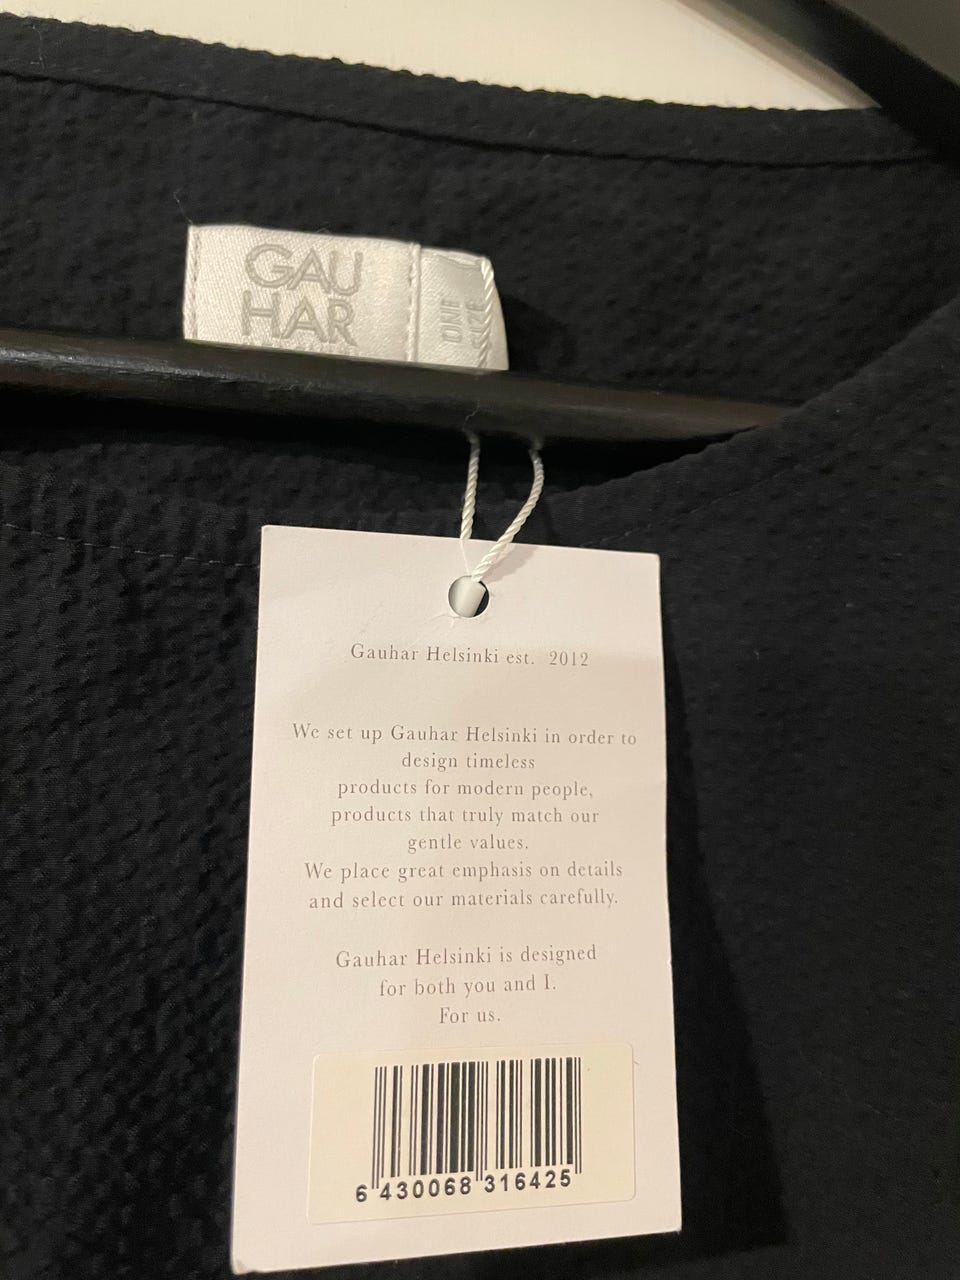 GAU
HAR
ONE
SIZE
Gauhar Helsinki est. 2012
We set up Gauhar Helsinki in order to
design timeless
products for modern people,
products that truly match our
gentle values.
We place great emphasis on details
and select our materials carefully.
Gauhar Helsinki is designed
for both you and I.
For us.
6 430068 316425